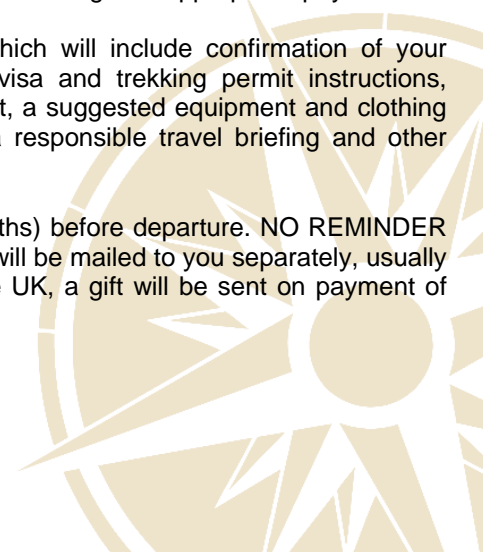 hich will include confirmation of your
visa and trekking permit instructions,
t, a suggested equipment and clothing
a responsible travel briefing and other
ths) before departure. NO REMINDER
will be mailed to you separately, usually
e UK, a gift will be sent on payment of